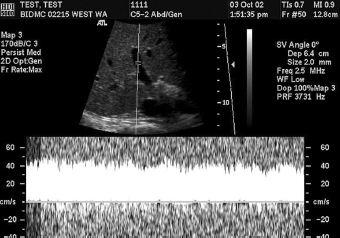 HDI
TEST, TEST 1111 03 Oct 02 TIs 0.7 MI 0.9
BIOMED 02215 WEST WA C5-2 Abd/Gen 1:51:35 pm Fr #50 12.8cm
Map 3
170dB/C 3
Persist Med
2D Opt:Gen
Fr Rate:Max
SV Angle 0°
Dep 6.4 cm
Size 2.0 mm
Freq 2.5 MHz
WF Low
Dop 100% Map 3
PRF 3731 Hz
5
10
60 60
40 40
20 20
cm/s cm/s
-20 -20
-40 -40